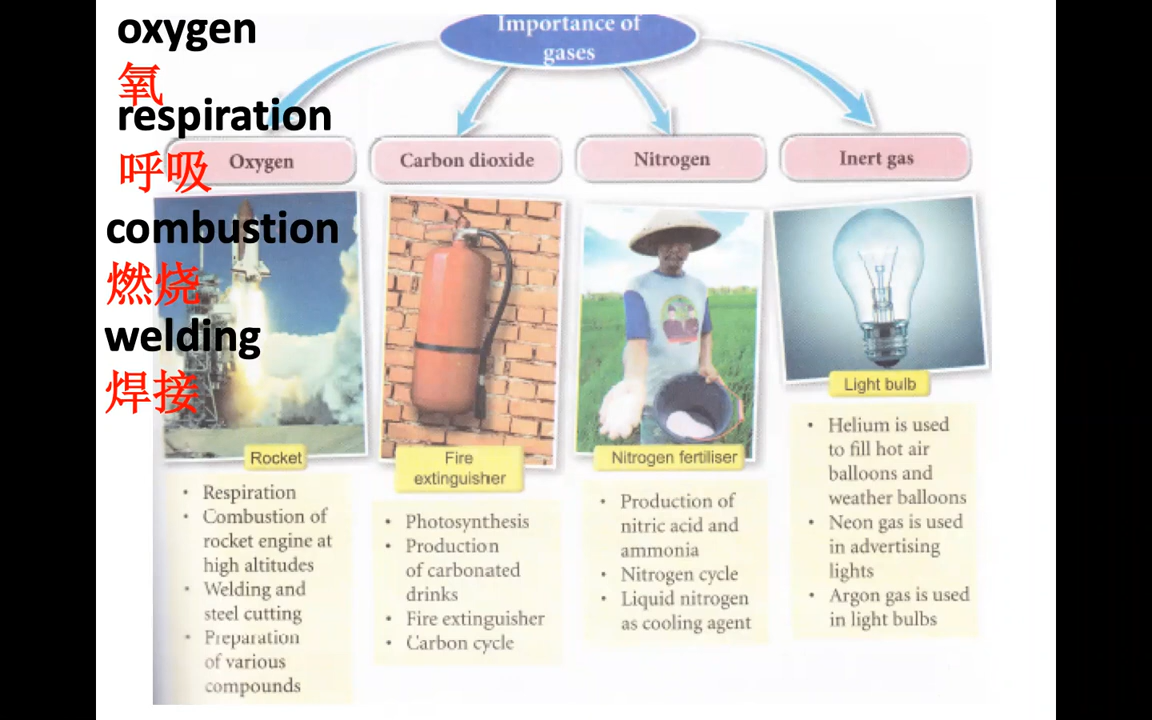 oxygen
氧
respiration
呼吸
combustion
燃烧
welding
焊接
Importance of
gases
Oxygen
Carbon dioxide
Nitrogen
Inert gas
Rocket
• Respiration
• Combustion of
rocket engine at
high altitudes
• Welding and
steel cutting
• Preparation
of various
compounds
Fire
extinguisher
• Photosynthesis
• Production
of carbonated
drinks
• Fire extinguisher
• Carbon cycle
Nitrogen fertiliser
• Production of
nitric acid and
ammonia
• Nitrogen cycle
• Liquid nitrogen
as cooling agent
Light bulb
• Helium is used
to fill hot air
balloons and
weather balloons
• Neon gas is used
in advertising
lights
• Argon gas is used
in light bulbs